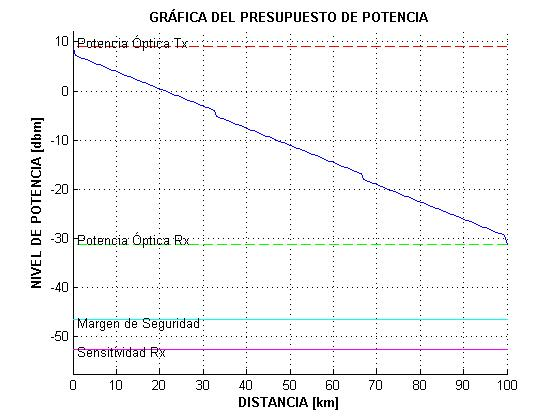 GRÁFICA DEL PRESUPUESTO DE POTENCIA
10
0
-10
-20
-30
-40
-50
NIVEL DE POTENCIA [dbm]
Potencia Óptica Tx
Potencia Óptica Rx
Margen de Seguridad
Sensitividad Rx
0 10 20 30 40 50 60 70 80 90 100
DISTANCIA [km]